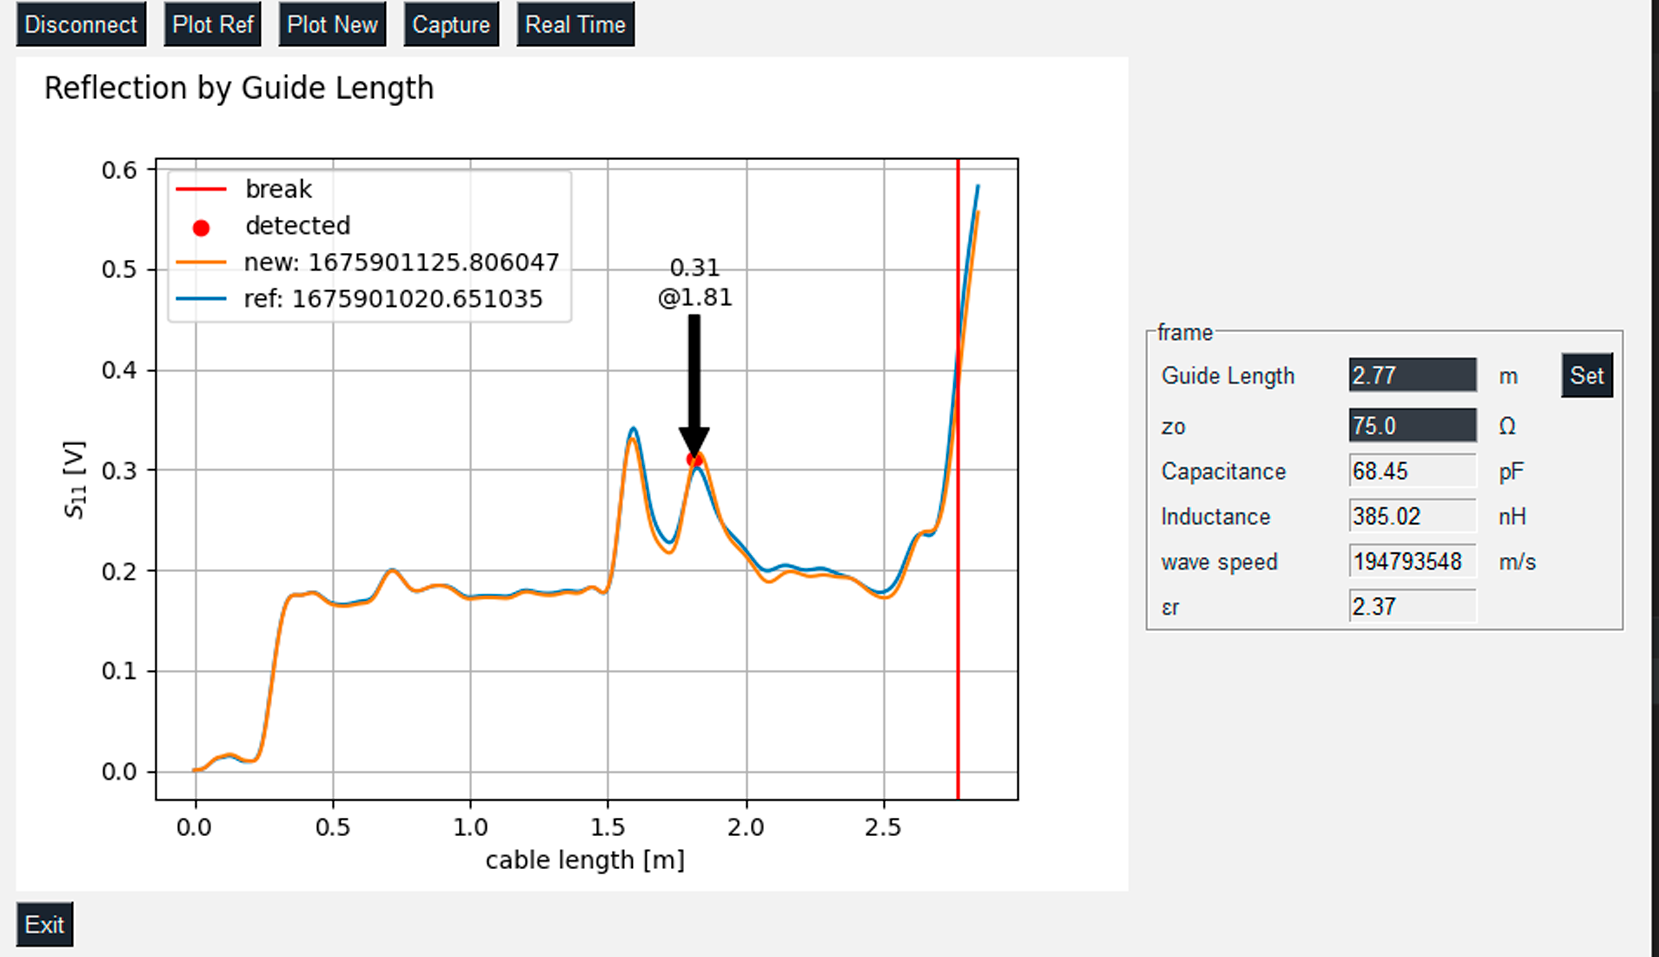 Disconnect Plot Ref Plot New Capture Real Time
Reflection by Guide Length
break
detected
new: 1675901125.806047
ref: 1675901020.651035
0.31
@1.81
0.6
0.5
0.4
0.3
0.2
0.1
0.0
S11 [V]
0.0 0.5 1.0 1.5 2.0 2.5
cable length [m]
frame
Guide Length 2.77 m Set
zo 75.0 Ω
Capacitance 68.45 pF
Inductance 385.02 nH
wave speed 194793548 m/s
εr 2.37
Exit